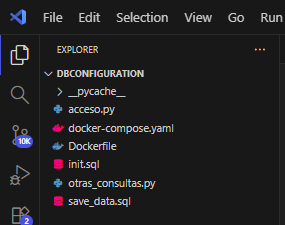 File Edit Selection View Go Run
EXPLORER
DBCONFIGURATION
__pycache__
acceso.py
docker-compose.yaml
Dockerfile
init.sql
10K
otras_consultas.py
save_data.sql
2